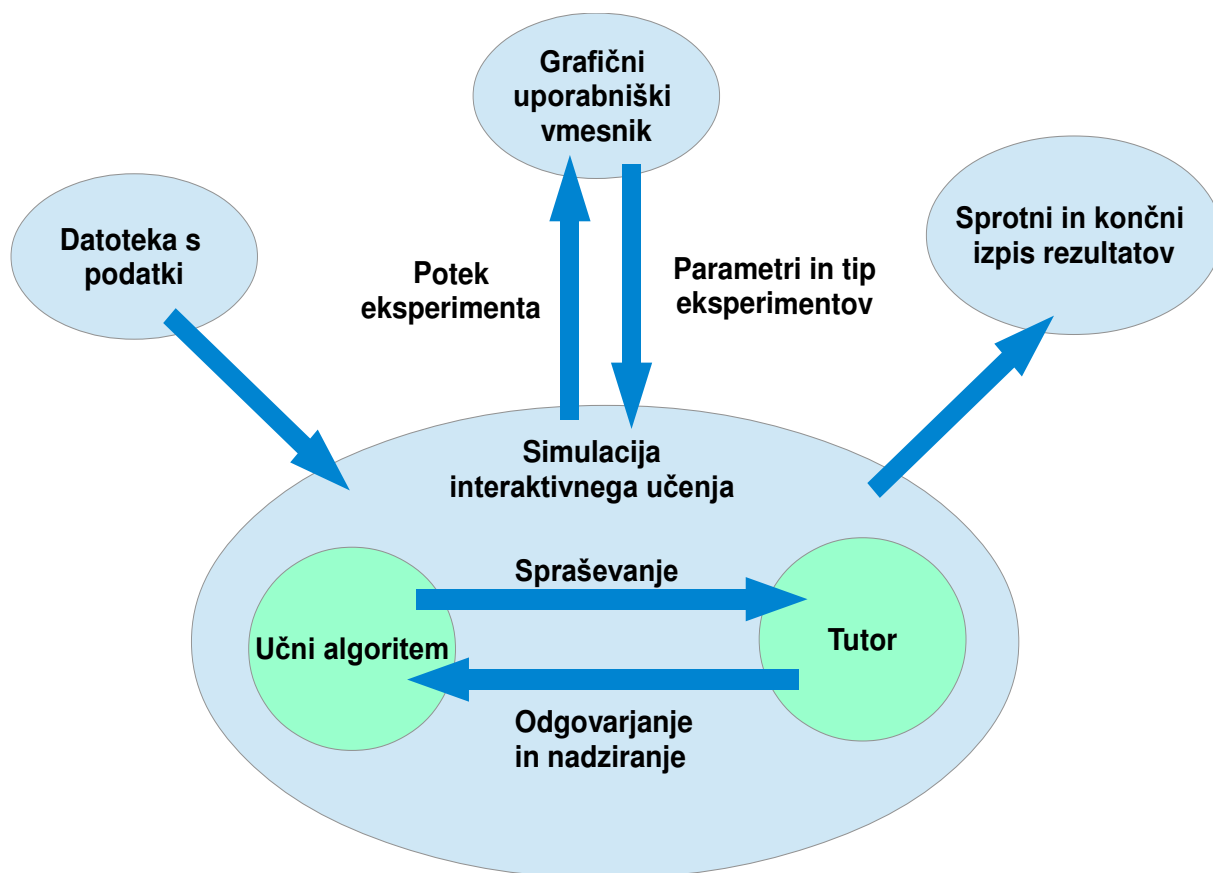 Grafični
uporabniški
vmesnik
Datoteka s
podatki
Sprotni in končni
izpis rezultatov
Potek
eksperimenta
Parametri in tip
eksperimentov
Simulacija
interaktivnega učenja
Spraševanje
Učni algoritem
Tutor
Odgovarjanje
in nadziranje